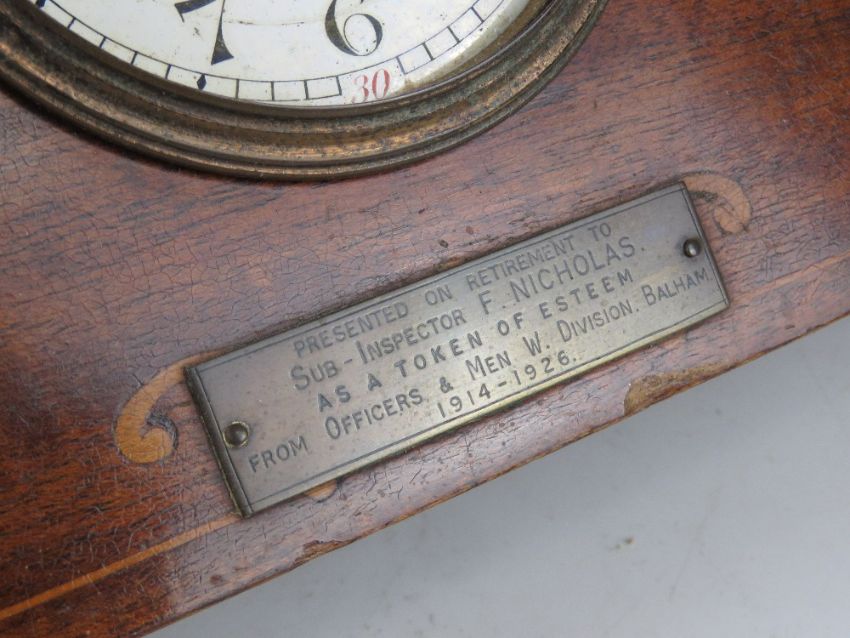 7 6
30
PRESENTED ON RETIREMENT TO
SUB-INSPECTOR F. NICHOLAS.
AS A TOKEN OF ESTEEM
FROM OFFICERS & MEN W. DIVISION. BALHAM
1914-1926.